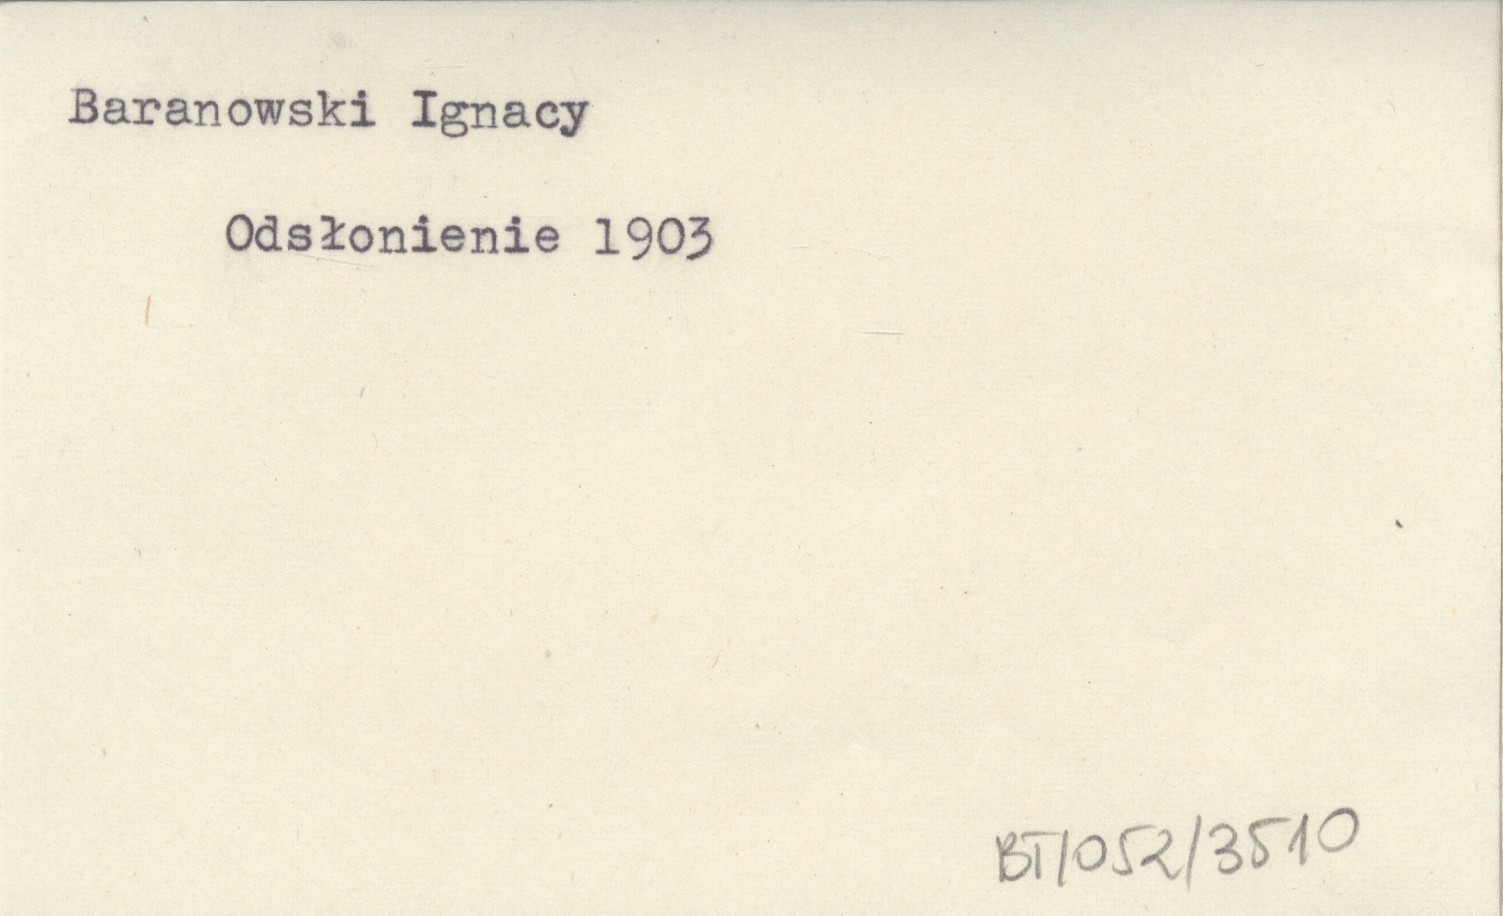 Baranowski Ignacy
Odsłonienie 1903
BT/052/3510